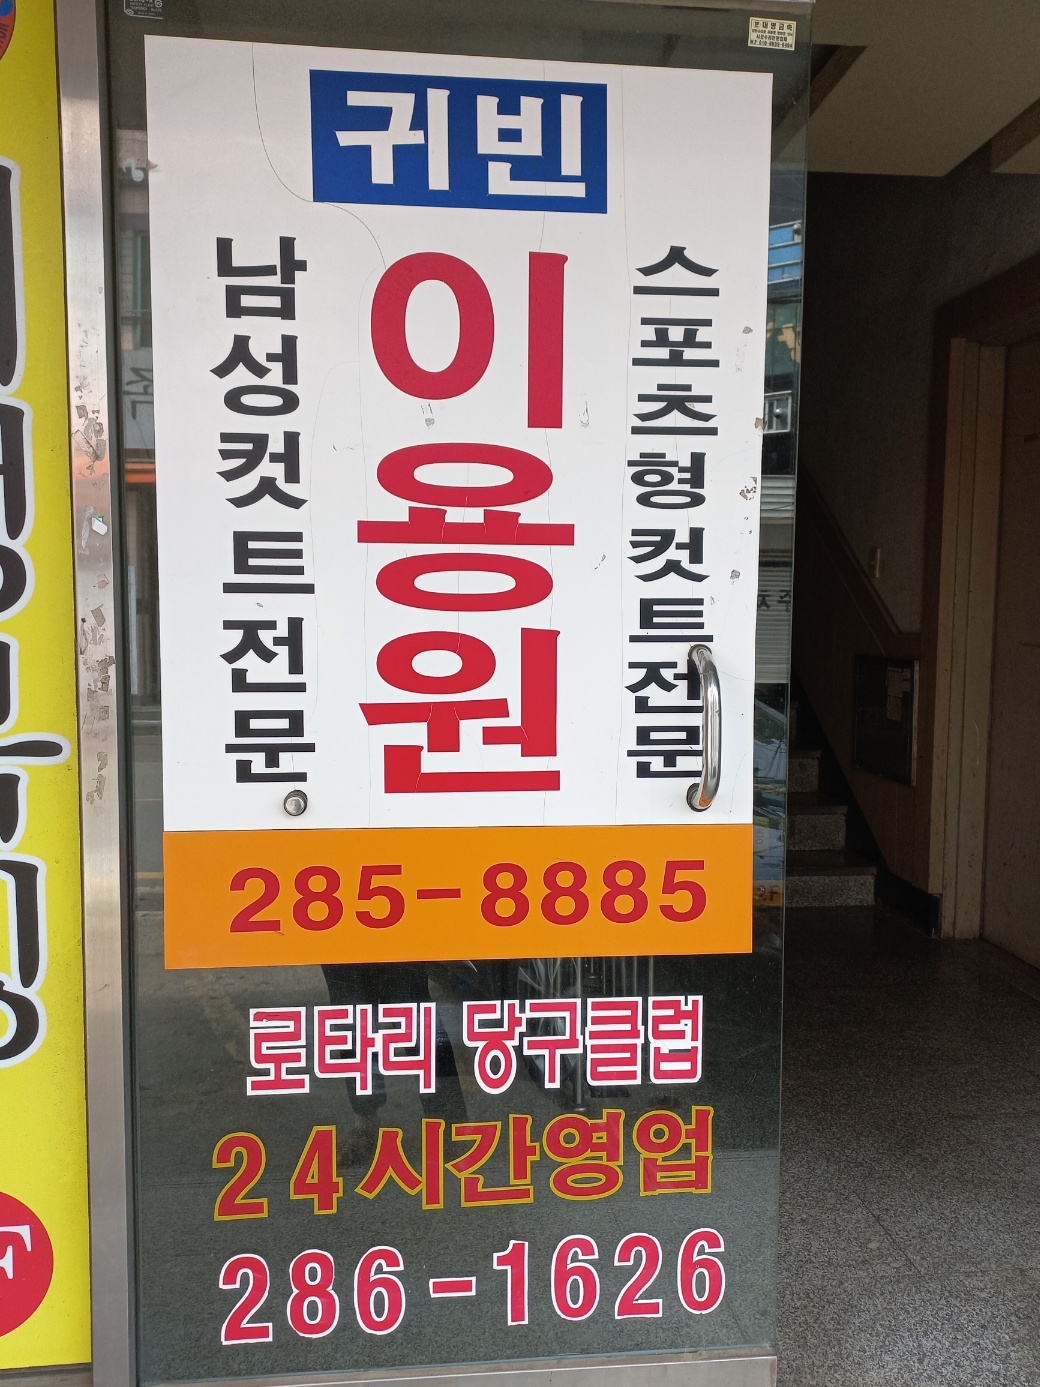 귀빈
이용원
남성컷트전문
스포츠형컷트전문
285-8885
로타리 당구클럽
24시간영업
286-1626